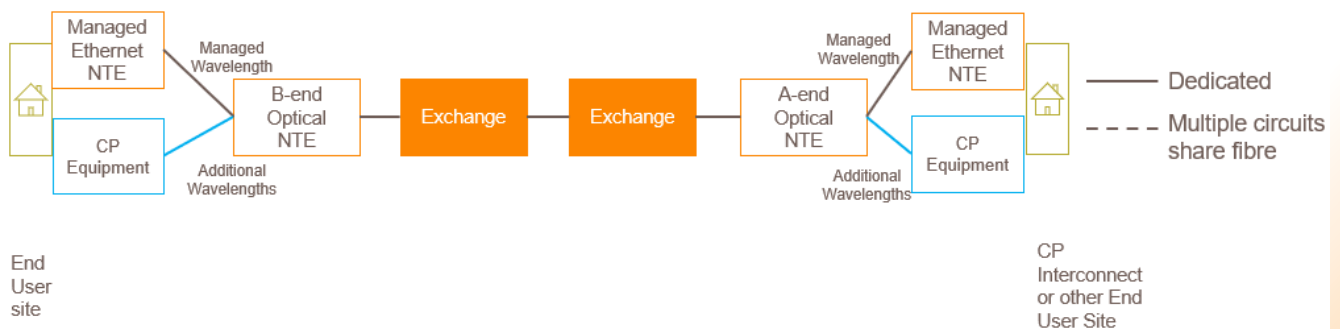 Managed
Ethernet
NTE
CP
Equipment
Managed
Wavelength
Additional
Wavelengths
B-end
Optical
NTE
Exchange
Exchange
A-end
Optical
NTE
Managed
Wavelength
Additional
Wavelengths
Managed
Ethernet
NTE
CP
Equipment
Dedicated
Multiple circuits
share fibre
End
User
site
CP
Interconnect
or other End
User Site